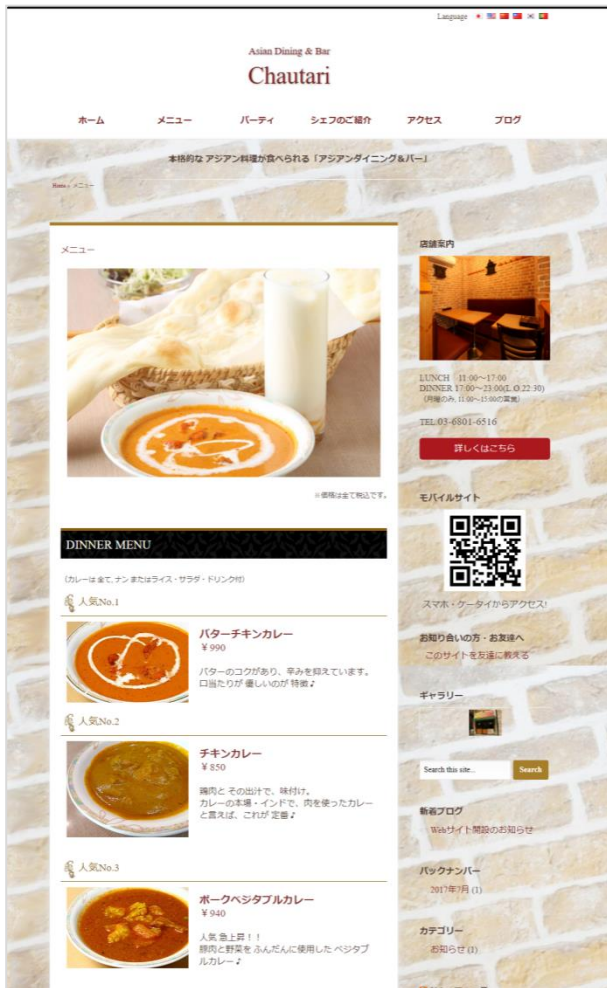 Language
Asian Dining & Bar
Chautari
ホーム メニュー パーティ シェフのご紹介 アクセス ブログ
本格的な アジアン料理が食べられる「アジアンダイニング＆バー」
Home » メニュー
メニュー
※価格は全て税込です。
DINNER MENU
（カレーは 全て, ナン またはライス・サラダ・ドリンク付）
人気No.1
バターチキンカレー
¥ 990
バターのコクがあり、辛みを抑えています。
口当たりが 優しいのが 特徴♪
人気No.2
チキンカレー
¥ 850
鶏肉と その出汁で、味付け。
カレーの本場・インドで、肉を使ったカレー
と言えば、これが 定番♪
人気No.3
ポークベジタブルカレー
¥ 940
人気 急上昇！！
豚肉と野菜を ふんだんに使用した ベジタブ
ルカレー♪
店舗案内
LUNCH 11:00～17:00
DINNER 17:00～23:00(L.O.22:30)
（月曜のみ, 11:00～15:00の営業）
TEL 03-6801-6516
詳しくはこちら
モバイルサイト
スマホ・ケータイからアクセス!
お知り合いの方・お友達へ
このサイトを友達に教える
ギャラリー
Search this site...
Search
新着ブログ
Webサイト開設のお知らせ
バックナンバー
2017年7月 (1)
カテゴリー
お知らせ (1)